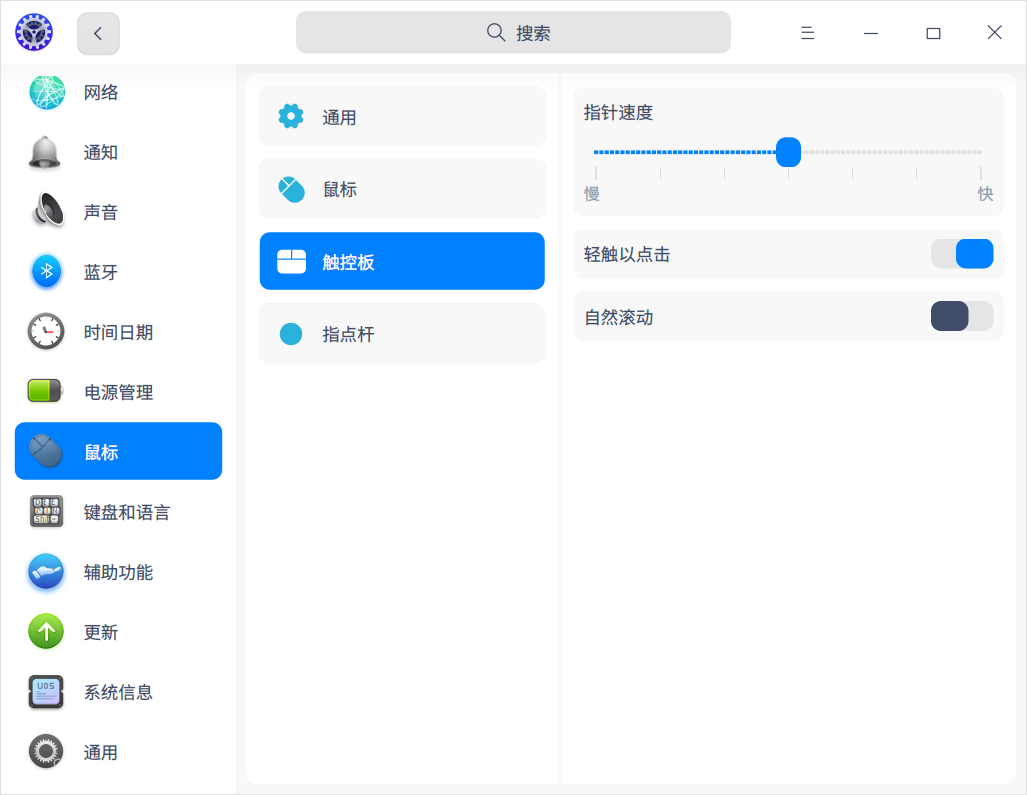 搜索
网络
通知
声音
蓝牙
时间日期
电源管理
鼠标
键盘和语言
辅助功能
更新
UOS
系统信息
通用
通用
鼠标
触控板
指点杆
指针速度
慢
快
轻触以点击
自然滚动